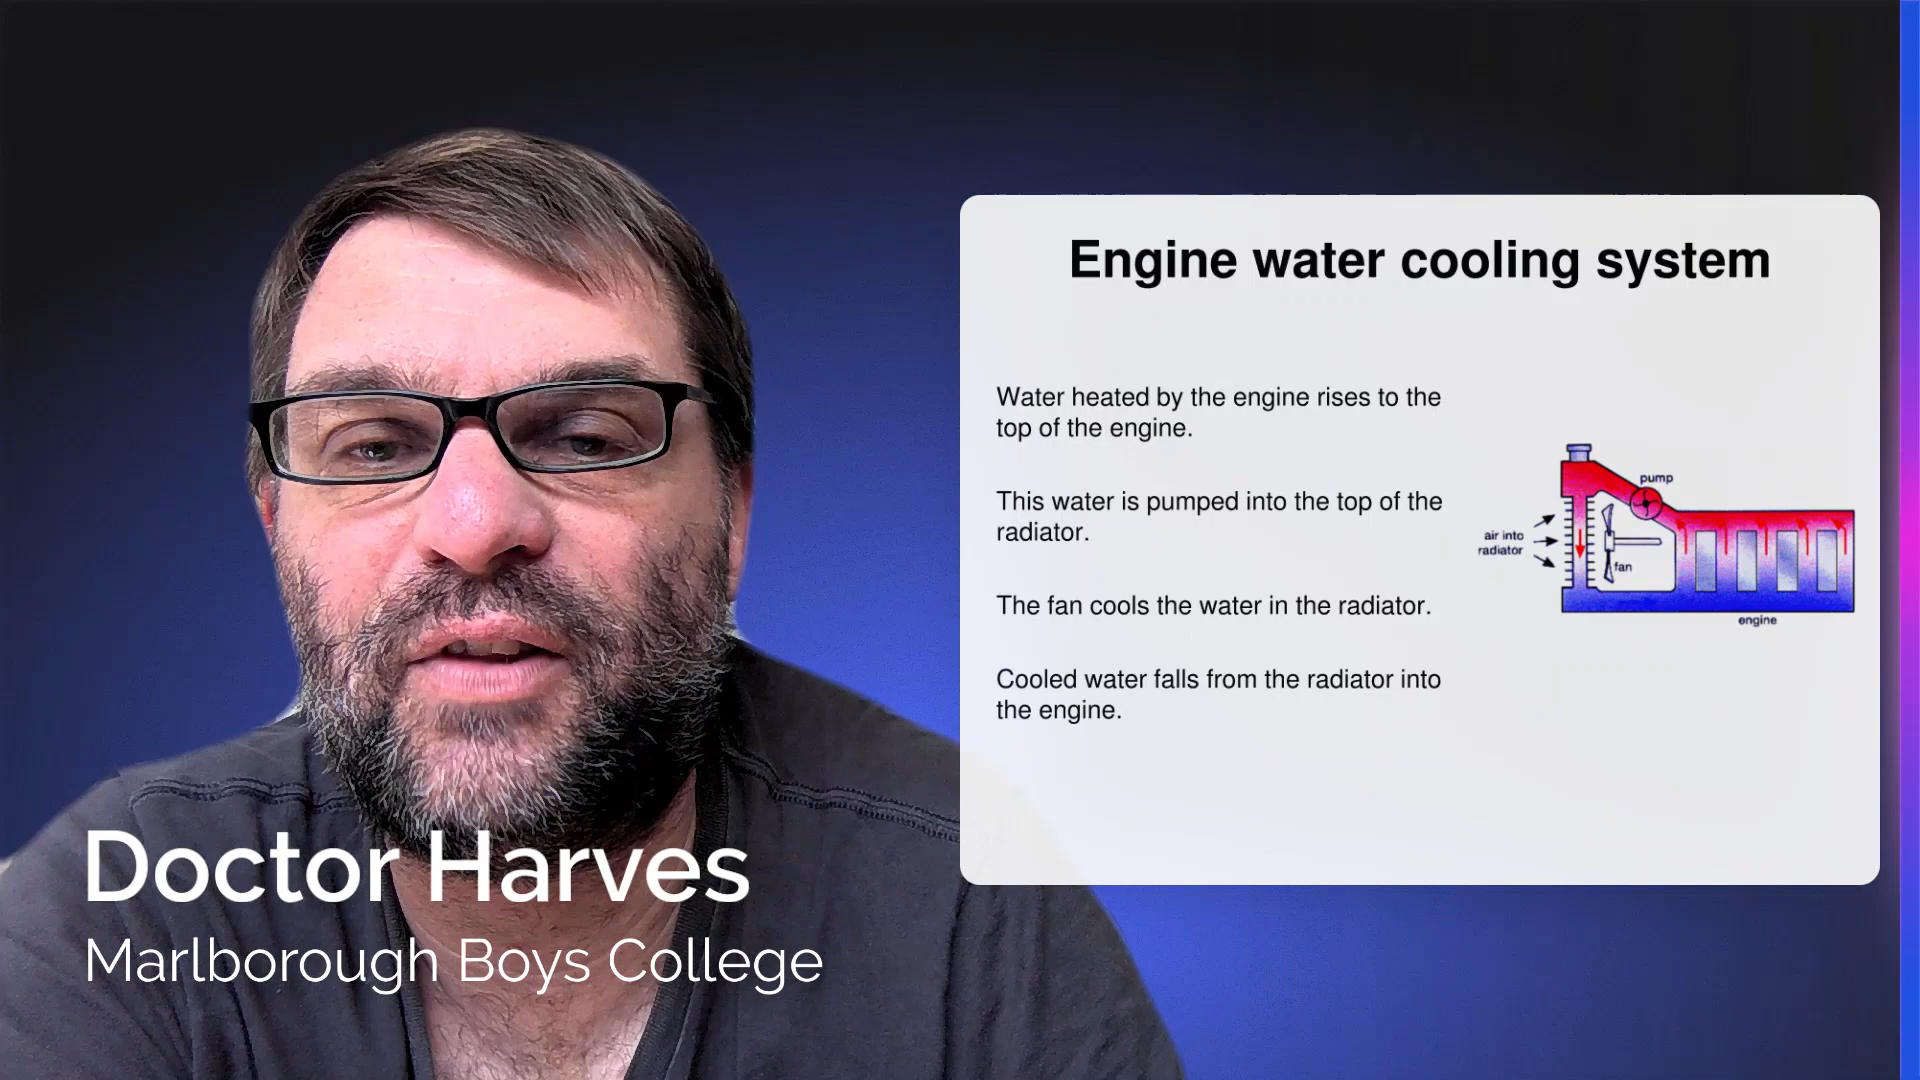 Engine water cooling system
Water heated by the engine rises to the
top of the engine.
This water is pumped into the top of the
radiator.
The fan cools the water in the radiator.
Cooled water falls from the radiator into
the engine.
pump
air into
radiator
fan
engine
Doctor Harves
Marlborough Boys College